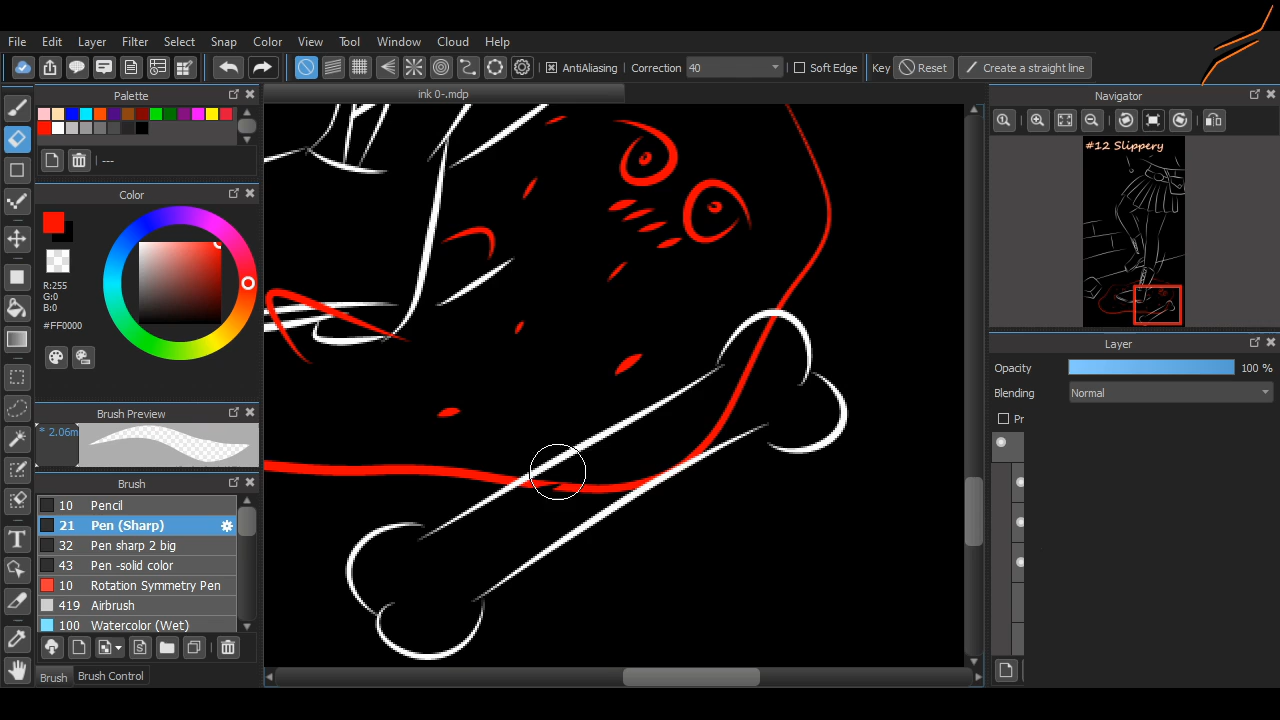 File Edit Layer Filter Select Snap Color View Tool Window Cloud Help
AntiAliasing Correction 40 Soft Edge Key Reset Create a straight line
Palette
ink 0-.mdp
Navigator
---
#12 Slippery
Color
R:255
G:0
B:0
#FF0000
Layer
Opacity 100 %
Blending Normal
Pr
Brush Preview
* 2.06m
Brush
10 Pencil
21 Pen (Sharp)
32 Pen sharp 2 big
43 Pen -solid color
10 Rotation Symmetry Pen
419 Airbrush
100 Watercolor (Wet)
Brush Brush Control